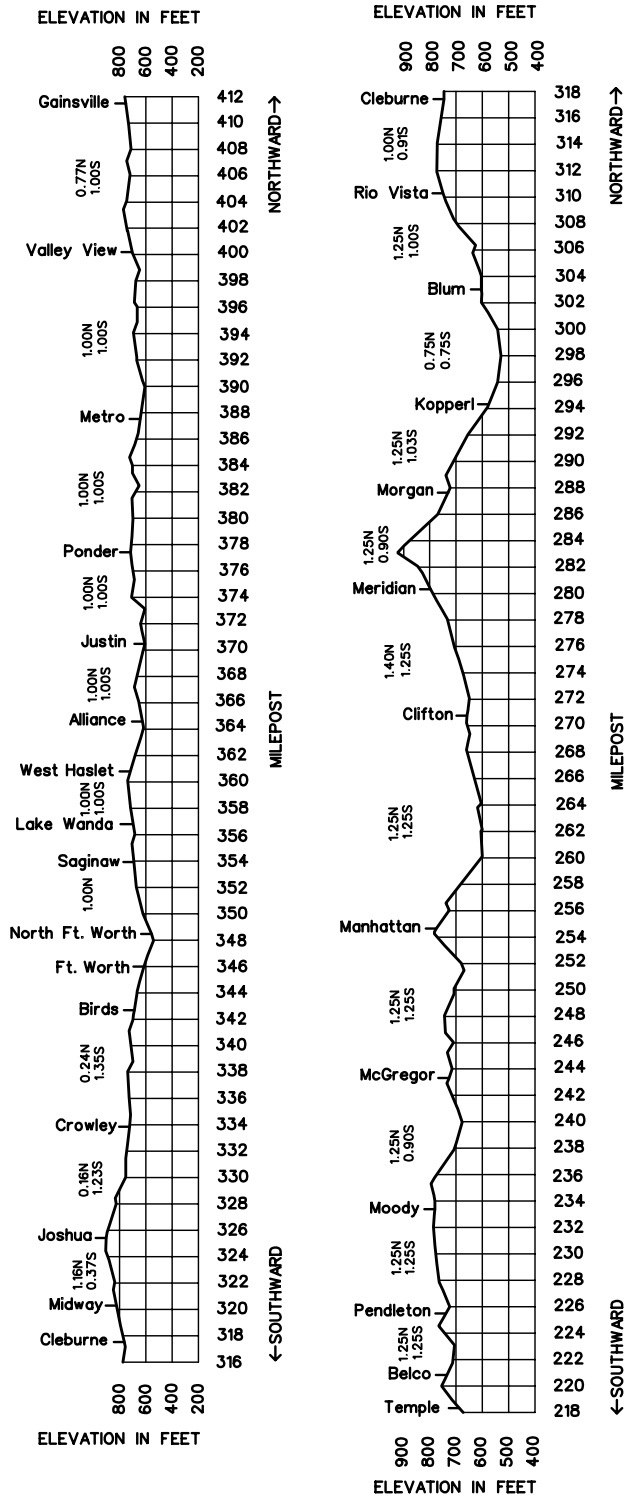 ELEVATION IN FEET
800 600 400 200
Gainsville
0.77N
1.00S
Valley View
1.00N
1.00S
Metro
1.00N
1.00S
Ponder
1.00N
1.00S
Justin
1.00N
1.00S
Alliance
West Haslet
1.00N
1.00S
Lake Wanda
Saginaw
1.00N
North Ft. Worth
Ft. Worth
Birds
0.24N
1.35S
Crowley
0.16N
1.23S
Joshua
1.16N
0.37S
Midway
Cleburne
412
410
408
406
404
402
400
398
396
394
392
390
388
386
384
382
380
378
376
374
372
370
368
366
364
362
360
358
356
354
352
350
348
346
344
342
340
338
336
334
332
330
328
326
324
322
320
318
316
NORTHWARD→
MILEPOST
←SOUTHWARD
800 600 400 200
ELEVATION IN FEET
ELEVATION IN FEET
900 800 700 600 500 400
Cleburne
1.00N
0.91S
Rio Vista
1.25N
1.00S
Blum
0.75N
0.75S
Kopperl
1.25N
1.03S
Morgan
1.25N
0.90S
Meridian
1.40N
1.25S
Clifton
1.25N
1.25S
Manhattan
1.25N
1.25S
McGregor
1.25N
0.90S
Moody
1.25N
1.25S
Pendleton
1.25N
1.25S
Belco
Temple
318
316
314
312
310
308
306
304
302
300
298
296
294
292
290
288
286
284
282
280
278
276
274
272
270
268
266
264
262
260
258
256
254
252
250
248
246
244
242
240
238
236
234
232
230
228
226
224
222
220
218
NORTHWARD→
MILEPOST
←SOUTHWARD
900 800 700 600 500 400
ELEVATION IN FEET